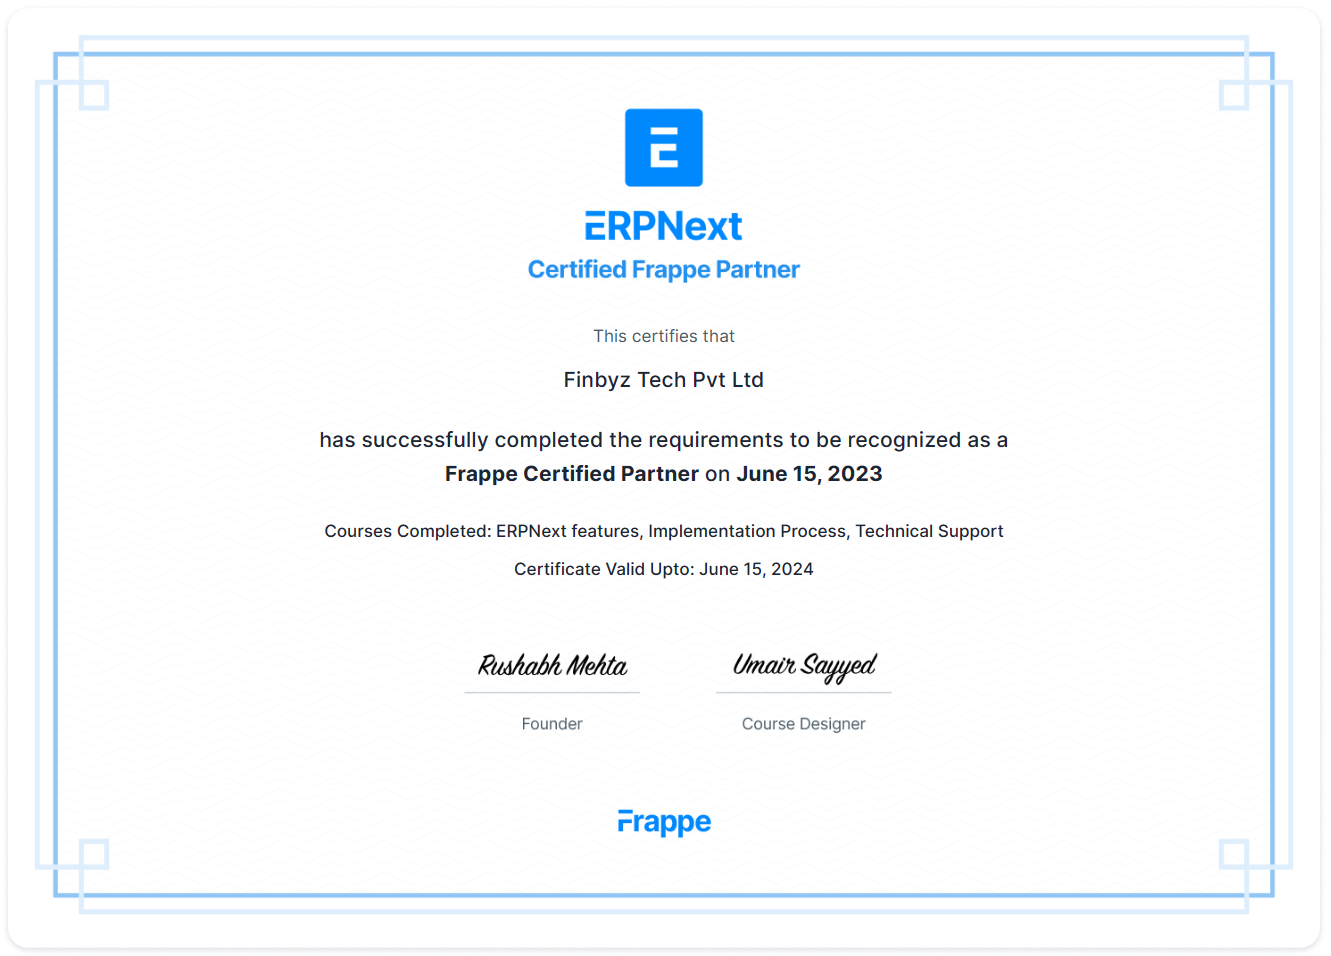 E
ERPNext
Certified Frappe Partner
This certifies that
Finbyz Tech Pvt Ltd
has successfully completed the requirements to be recognized as a
Frappe Certified Partner on June 15, 2023
Courses Completed: ERPNext features, Implementation Process, Technical Support
Certificate Valid Upto: June 15, 2024
Rushabh Mehta
Umair Sayyed
Founder
Course Designer
Frappe